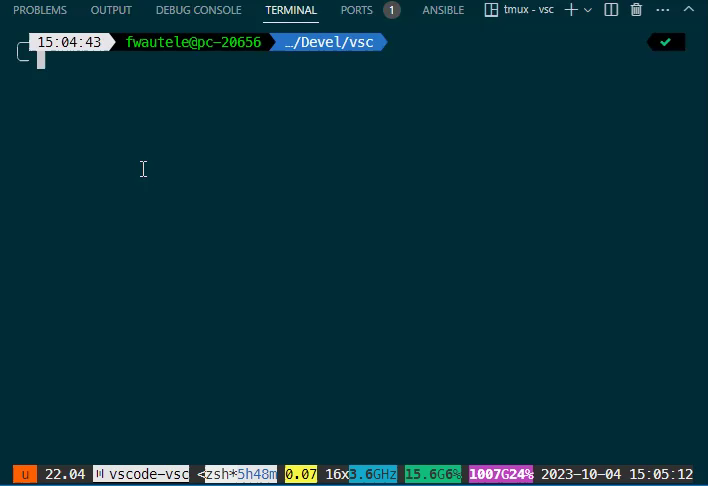 PROBLEMS OUTPUT DEBUG CONSOLE TERMINAL PORTS 1 ANSIBLE tmux - vsc
15:04:43 fwautele@pc-20656 …/Devel/vsc ✔
u 22.04 vscode-vsc <zsh*5h48m 0.07 16x3.6GHz 15.6G6% 1007G24% 2023-10-04 15:05:12